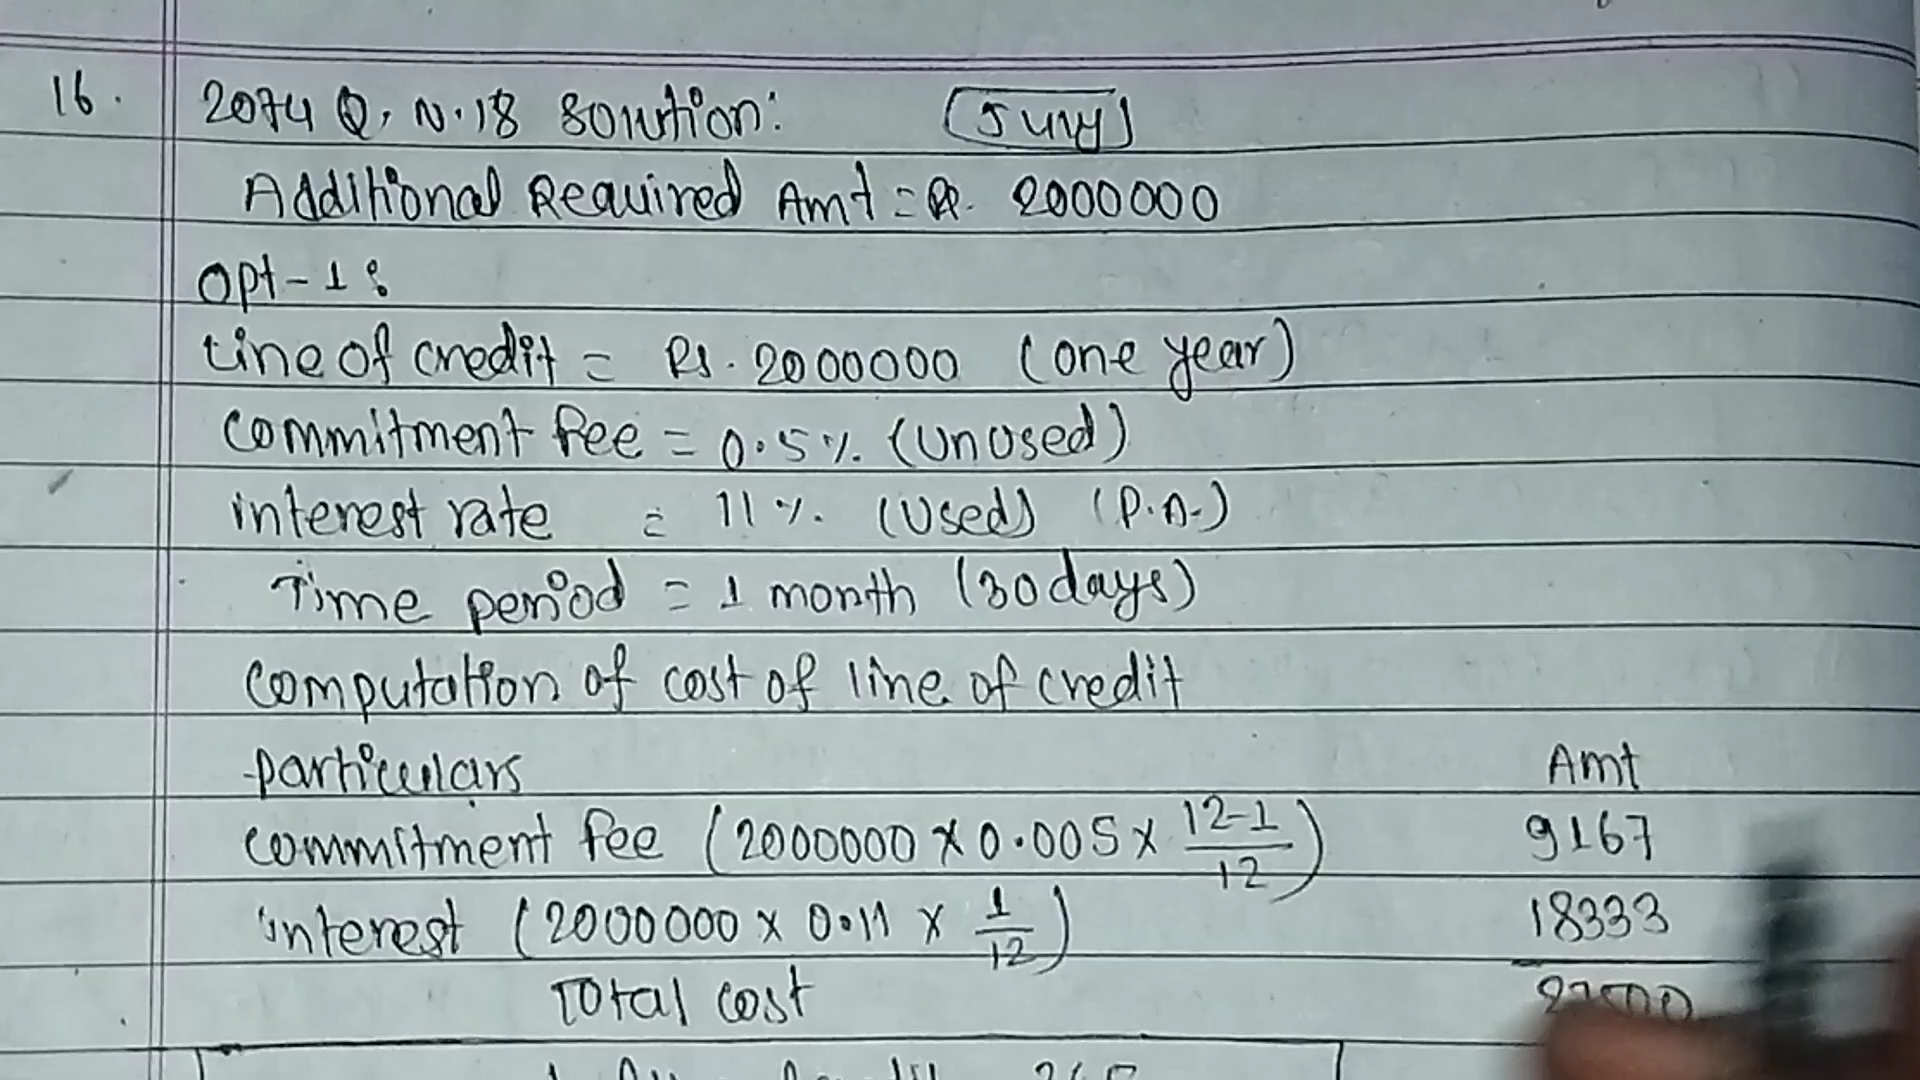 16. 2074 Q. N. 18 Solution: (July)
Additional Required Amt = R. 2000000
Opt-1:
Line of credit = Rs. 2000000 (One year)
Commitment fee = 0.5%. (Unused)
interest rate = 11%. (Used) (P.A.)
Time period = 1 month (30 days)
Computation of cost of line of credit
Particulars Amt
Commitment fee (2000000 × 0.005 × 12-1/12) 9167
interest (2000000 × 0.11 × 1/12) 18333
Total cost 27500